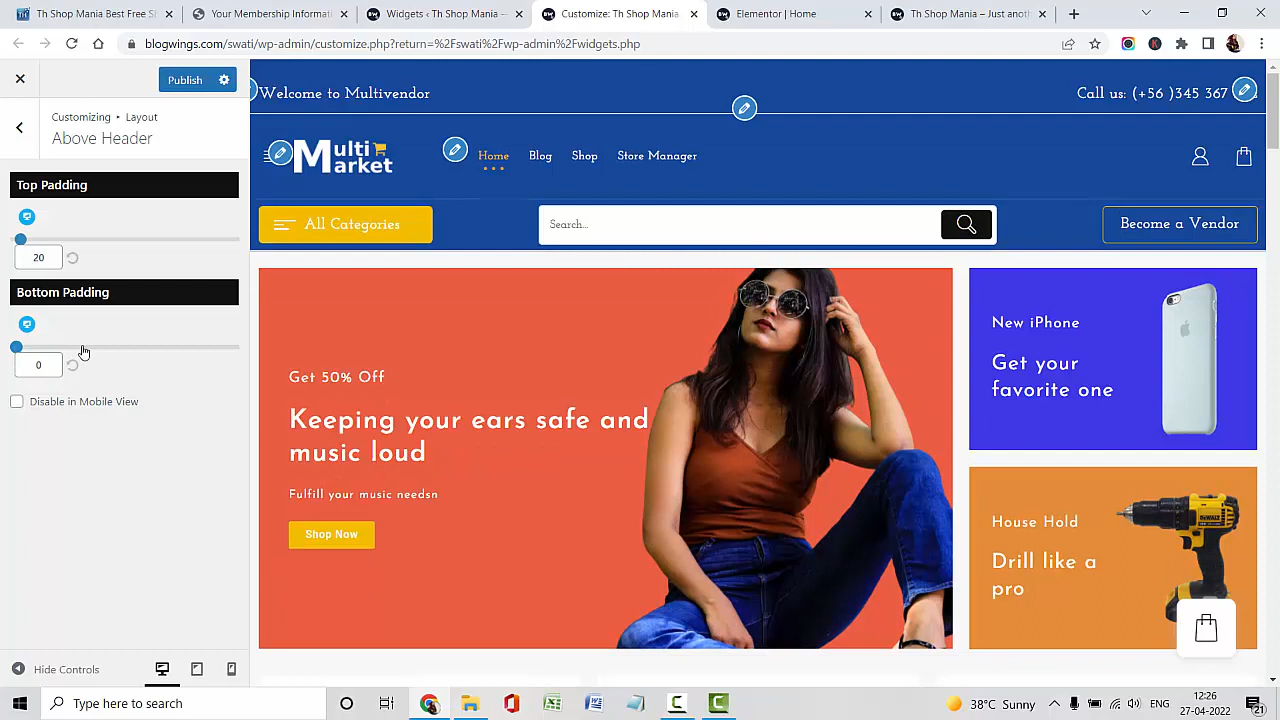 Th Shop Mania Best Free S
Your Beginning Interneti
Widgets ‹ Th Shop Mania —
Customize: Th Shop Mania
Elementor | Home
Th Shop Mania – Just anoth
blogwings.com/swati/wp-admin/customize.php?return=%2Fswati%2Fwp-admin%2Fwidgets.php
Publish
Customizing ▸ Layout
Above Header
Top Padding
20
Bottom Padding
0
Disable in Mobile View
Hide Controls
Welcome to Multivendor
Call us: (+56 )345 367
Multi Market
Home
Blog
Shop
Store Manager
All Categories
Search...
Become a Vendor
Get 50% Off
Keeping your ears safe and
music loud
Fulfill your music needsn
Shop Now
New iPhone
Get your
favorite one
House Hold
Drill like a
pro
DEWALT
Type here to search
38°C Sunny
ENG
12:26
27-04-2022
21